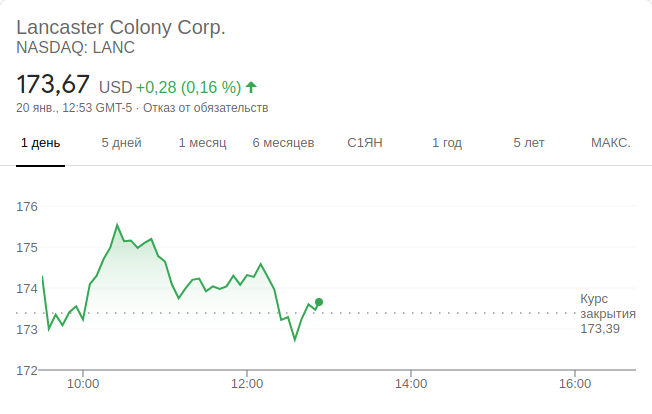 Lancaster Colony Corp.
NASDAQ: LANC
173,67 USD +0,28 (0,16 %)
20 янв., 12:53 GMT-5 · Отказ от обязательств
1 день 5 дней 1 месяц 6 месяцев С1ЯН 1 год 5 лет МАКС.
176
175
174
173
172
Курс
закрытия
173,39
10:00 12:00 14:00 16:00